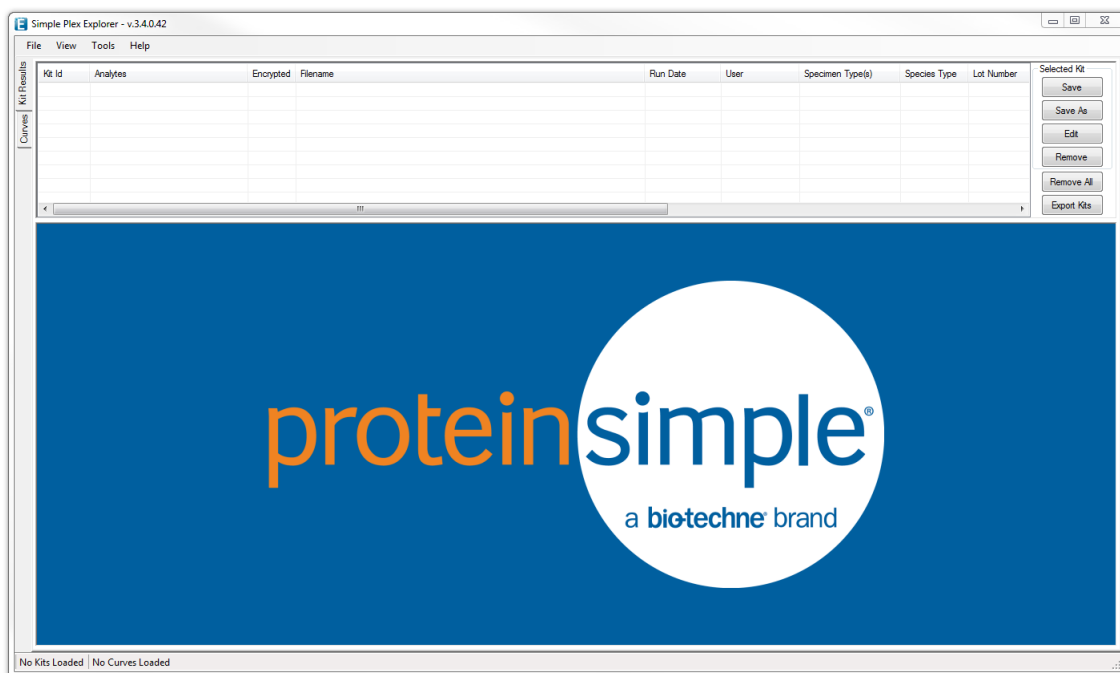 Simple Plex Explorer - v.3.4.0.42
File View Tools Help
Kit Results
Curves
Kit Id Analytes Encrypted Filename Run Date User Specimen Type(s) Species Type Lot Number
Selected Kit
Save
Save As
Edit
Remove
Remove All
Export Kits
proteinsimple®
a bio-techne® brand
No Kits Loaded No Curves Loaded